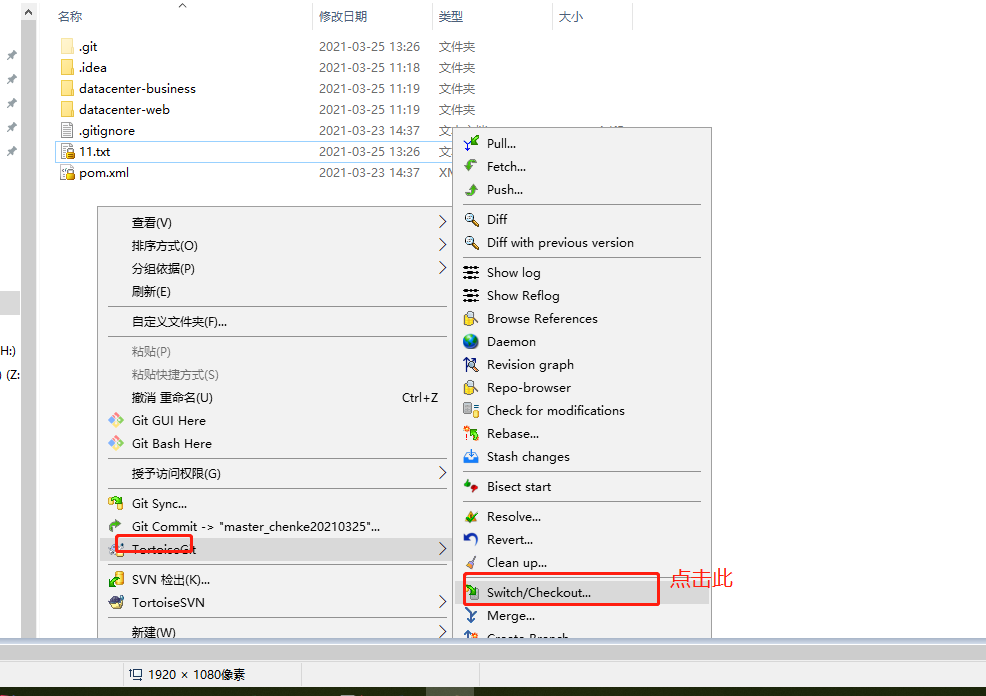 名称 修改日期 类型 大小
.git 2021-03-25 13:26 文件夹
.idea 2021-03-25 11:18 文件夹
datacenter-business 2021-03-25 11:19 文件夹
datacenter-web 2021-03-25 11:19 文件夹
.gitignore 2021-03-23 14:37
11.txt 2021-03-25 13:26 文
pom.xml 2021-03-23 14:37 XM
Pull...
Fetch...
Push...
Diff
Diff with previous version
Show log
Show Reflog
Browse References
Daemon
Revision graph
Repo-browser
Check for modifications
Rebase...
Stash changes
Bisect start
Resolve...
Revert...
Clean up...
Switch/Checkout... 点击此
Merge...
Create Branch
查看(V)
排序方式(O)
分组依据(P)
刷新(E)
自定义文件夹(F)...
粘贴(P)
粘贴快捷方式(S)
撤消 重命名(U) Ctrl+Z
Git GUI Here
Git Bash Here
授予访问权限(G)
Git Sync...
Git Commit -> "master_chenke20210325"...
TortoiseGit
SVN 检出(K)...
TortoiseSVN
新建(W)
H:)
(Z:
1920 × 1080像素